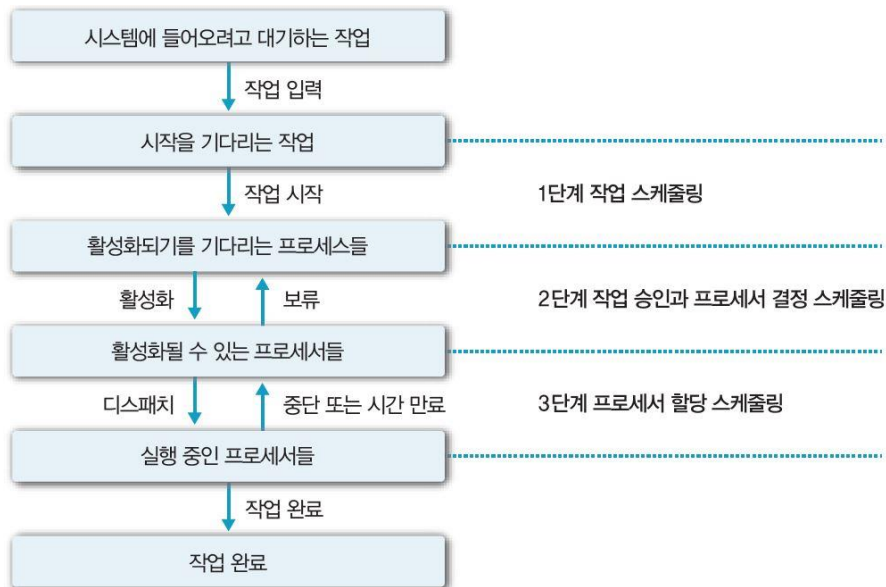 시스템에 들어오려고 대기하는 작업
작업 입력
시작을 기다리는 작업
작업 시작
1단계 작업 스케줄링
활성화되기를 기다리는 프로세스들
활성화
보류
2단계 작업 승인과 프로세서 결정 스케줄링
활성화될 수 있는 프로세서들
디스패치
중단 또는 시간 만료
3단계 프로세서 할당 스케줄링
실행 중인 프로세서들
작업 완료
작업 완료